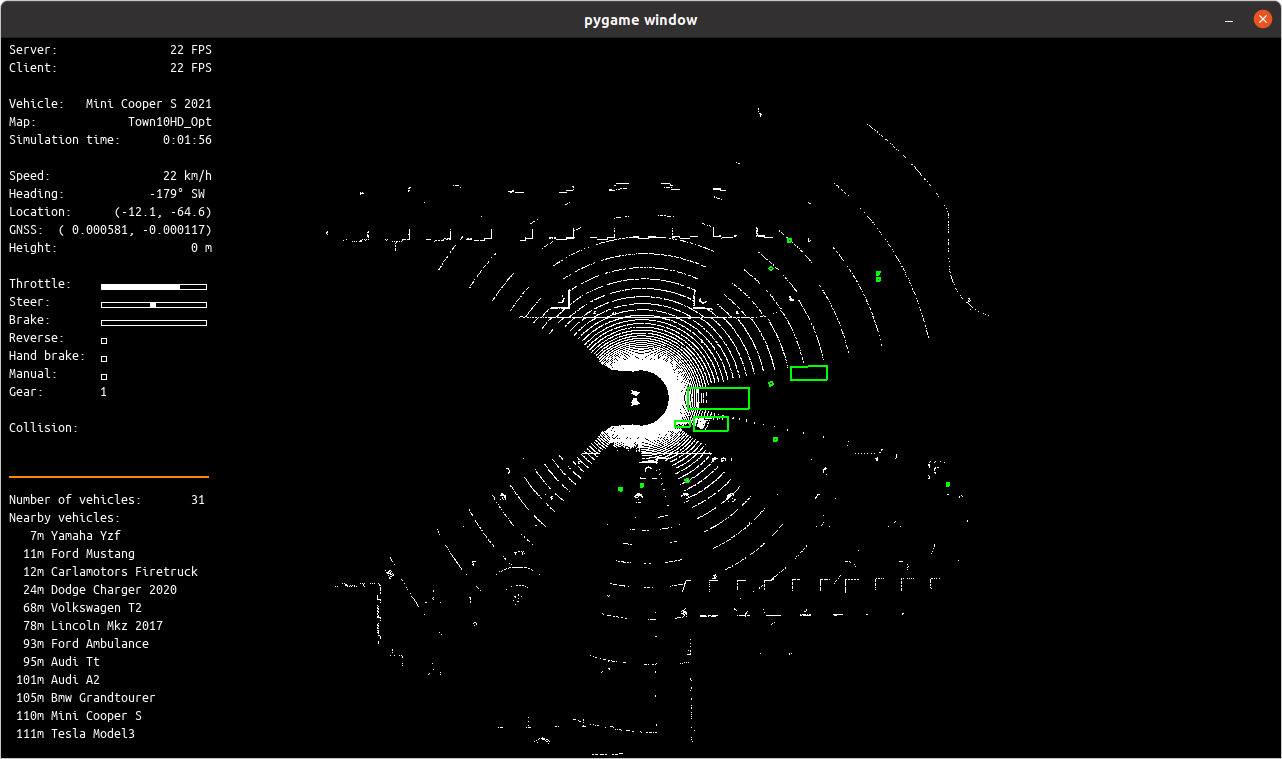 pygame window
Server: 22 FPS
Client: 22 FPS
Vehicle: Mini Cooper S 2021
Map: Town10HD_Opt
Simulation time: 0:01:56
Speed: 22 km/h
Heading: -179° SW
Location: (-12.1, -64.6)
GNSS: ( 0.000581, -0.000117)
Height: 0 m
Throttle:
Steer:
Brake:
Reverse:
Hand brake:
Manual:
Gear: 1
Collision:
Number of vehicles: 31
Nearby vehicles:
7m Yamaha Yzf
11m Ford Mustang
12m Carlamotors Firetruck
24m Dodge Charger 2020
68m Volkswagen T2
78m Lincoln Mkz 2017
93m Ford Ambulance
95m Audi Tt
101m Audi A2
105m Bmw Grandtourer
110m Mini Cooper S
111m Tesla Model3